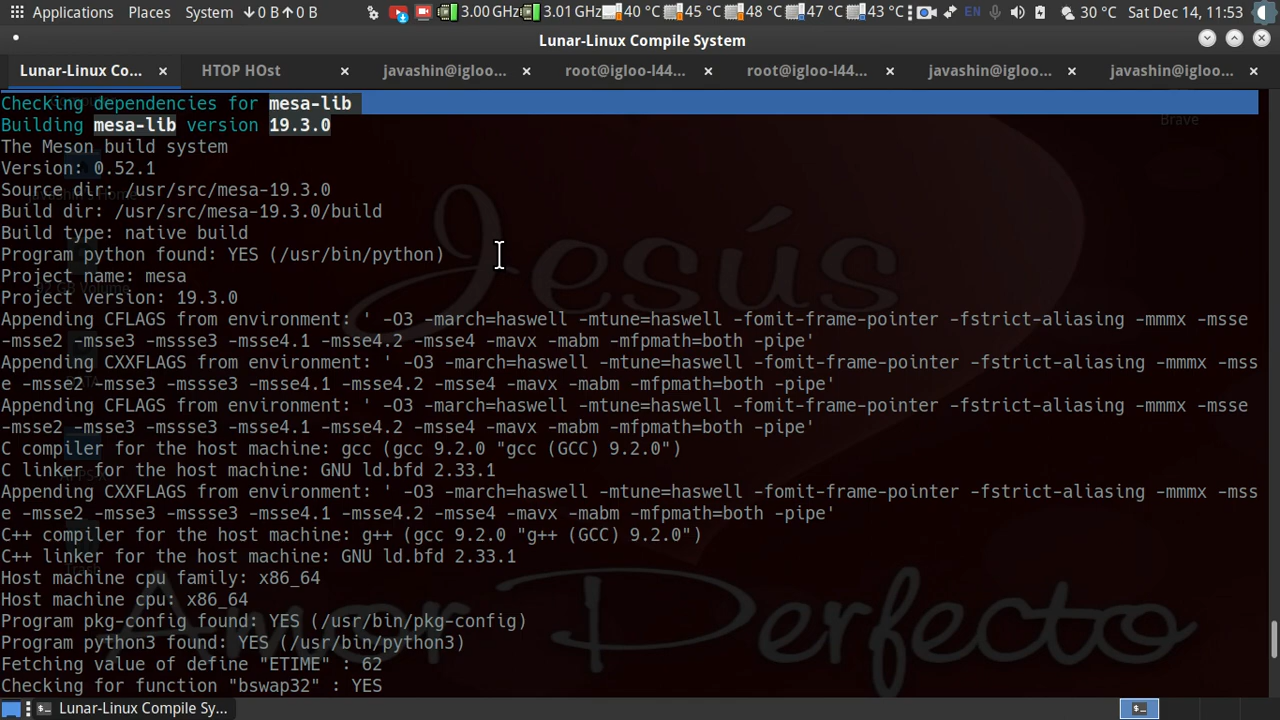 Applications Places System ↓0 B↑0 B 3.00 GHz 3.01 GHz 40 °C 45 °C 48 °C 47 °C 43 °C EN 30 °C Sat Dec 14, 11:53
Lunar-Linux Compile System
Lunar-Linux Co... HTOP HOst javashin@igloo... root@igloo-l44... root@igloo-l44... javashin@igloo... javashin@igloo...
Checking dependencies for mesa-lib
Building mesa-lib version 19.3.0
Brave
The Meson build system
Version: 0.52.1
Source dir: /usr/src/mesa-19.3.0
Build dir: /usr/src/mesa-19.3.0/build
Build type: native build
Program python found: YES (/usr/bin/python)
Project name: mesa
Project version: 19.3.0
Appending CFLAGS from environment: ' -O3 -march=haswell -mtune=haswell -fomit-frame-pointer -fstrict-aliasing -mmmx -msse
-msse2 -msse3 -mssse3 -msse4.1 -msse4.2 -msse4 -mavx -mabm -mfpmath=both -pipe'
Appending CXXFLAGS from environment: ' -O3 -march=haswell -mtune=haswell -fomit-frame-pointer -fstrict-aliasing -mmmx -mss
e -msse2 -msse3 -mssse3 -msse4.1 -msse4.2 -msse4 -mavx -mabm -mfpmath=both -pipe'
Appending CFLAGS from environment: ' -O3 -march=haswell -mtune=haswell -fomit-frame-pointer -fstrict-aliasing -mmmx -msse
-msse2 -msse3 -mssse3 -msse4.1 -msse4.2 -msse4 -mavx -mabm -mfpmath=both -pipe'
C compiler for the host machine: gcc (gcc 9.2.0 "gcc (GCC) 9.2.0")
C linker for the host machine: GNU ld.bfd 2.33.1
Appending CXXFLAGS from environment: ' -O3 -march=haswell -mtune=haswell -fomit-frame-pointer -fstrict-aliasing -mmmx -mss
e -msse2 -msse3 -mssse3 -msse4.1 -msse4.2 -msse4 -mavx -mabm -mfpmath=both -pipe'
C++ compiler for the host machine: g++ (gcc 9.2.0 "g++ (GCC) 9.2.0")
C++ linker for the host machine: GNU ld.bfd 2.33.1
Host machine cpu family: x86_64
Host machine cpu: x86_64
Program pkg-config found: YES (/usr/bin/pkg-config)
Program python3 found: YES (/usr/bin/python3)
Fetching value of define "ETIME" : 62
Checking for function "bswap32" : YES
Jesús
Amor Perfecto
Lunar-Linux Compile Sy...